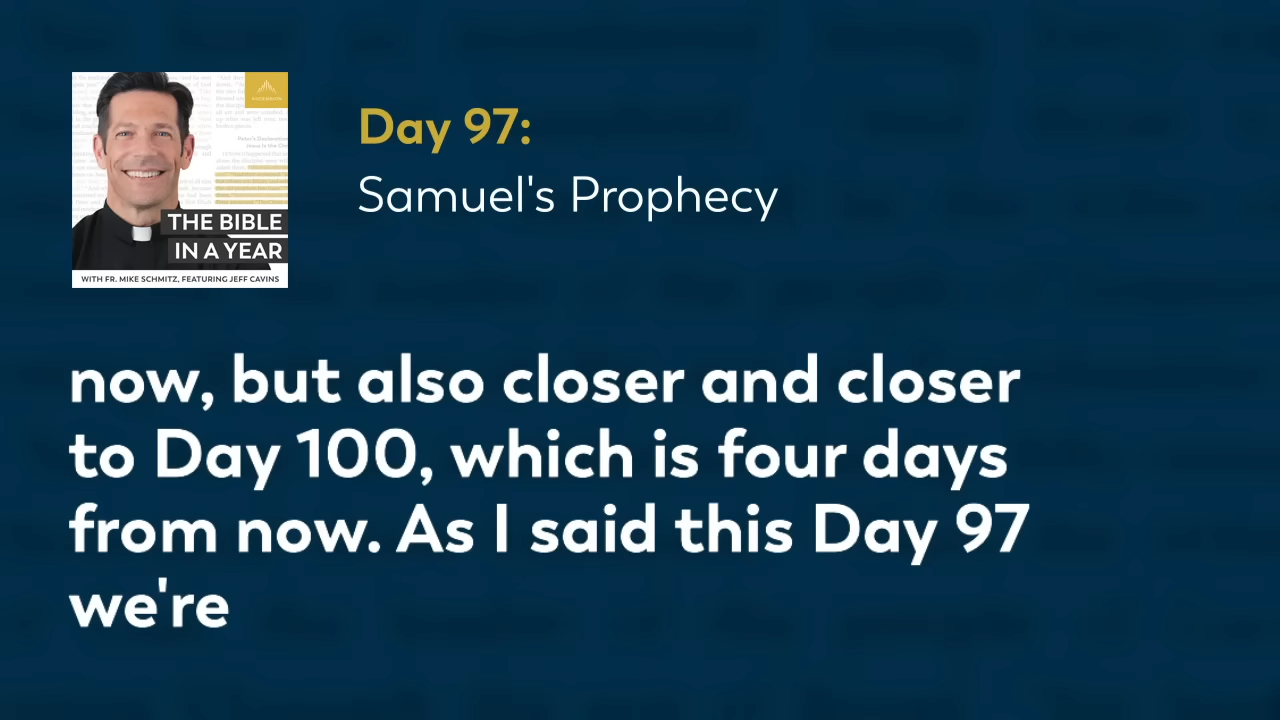 Day 97:
Samuel's Prophecy
THE BIBLE
IN A YEAR
WITH FR. MIKE SCHMITZ, FEATURING JEFF CAVINS
now, but also closer and closer
to Day 100, which is four days
from now. As I said this Day 97
we're